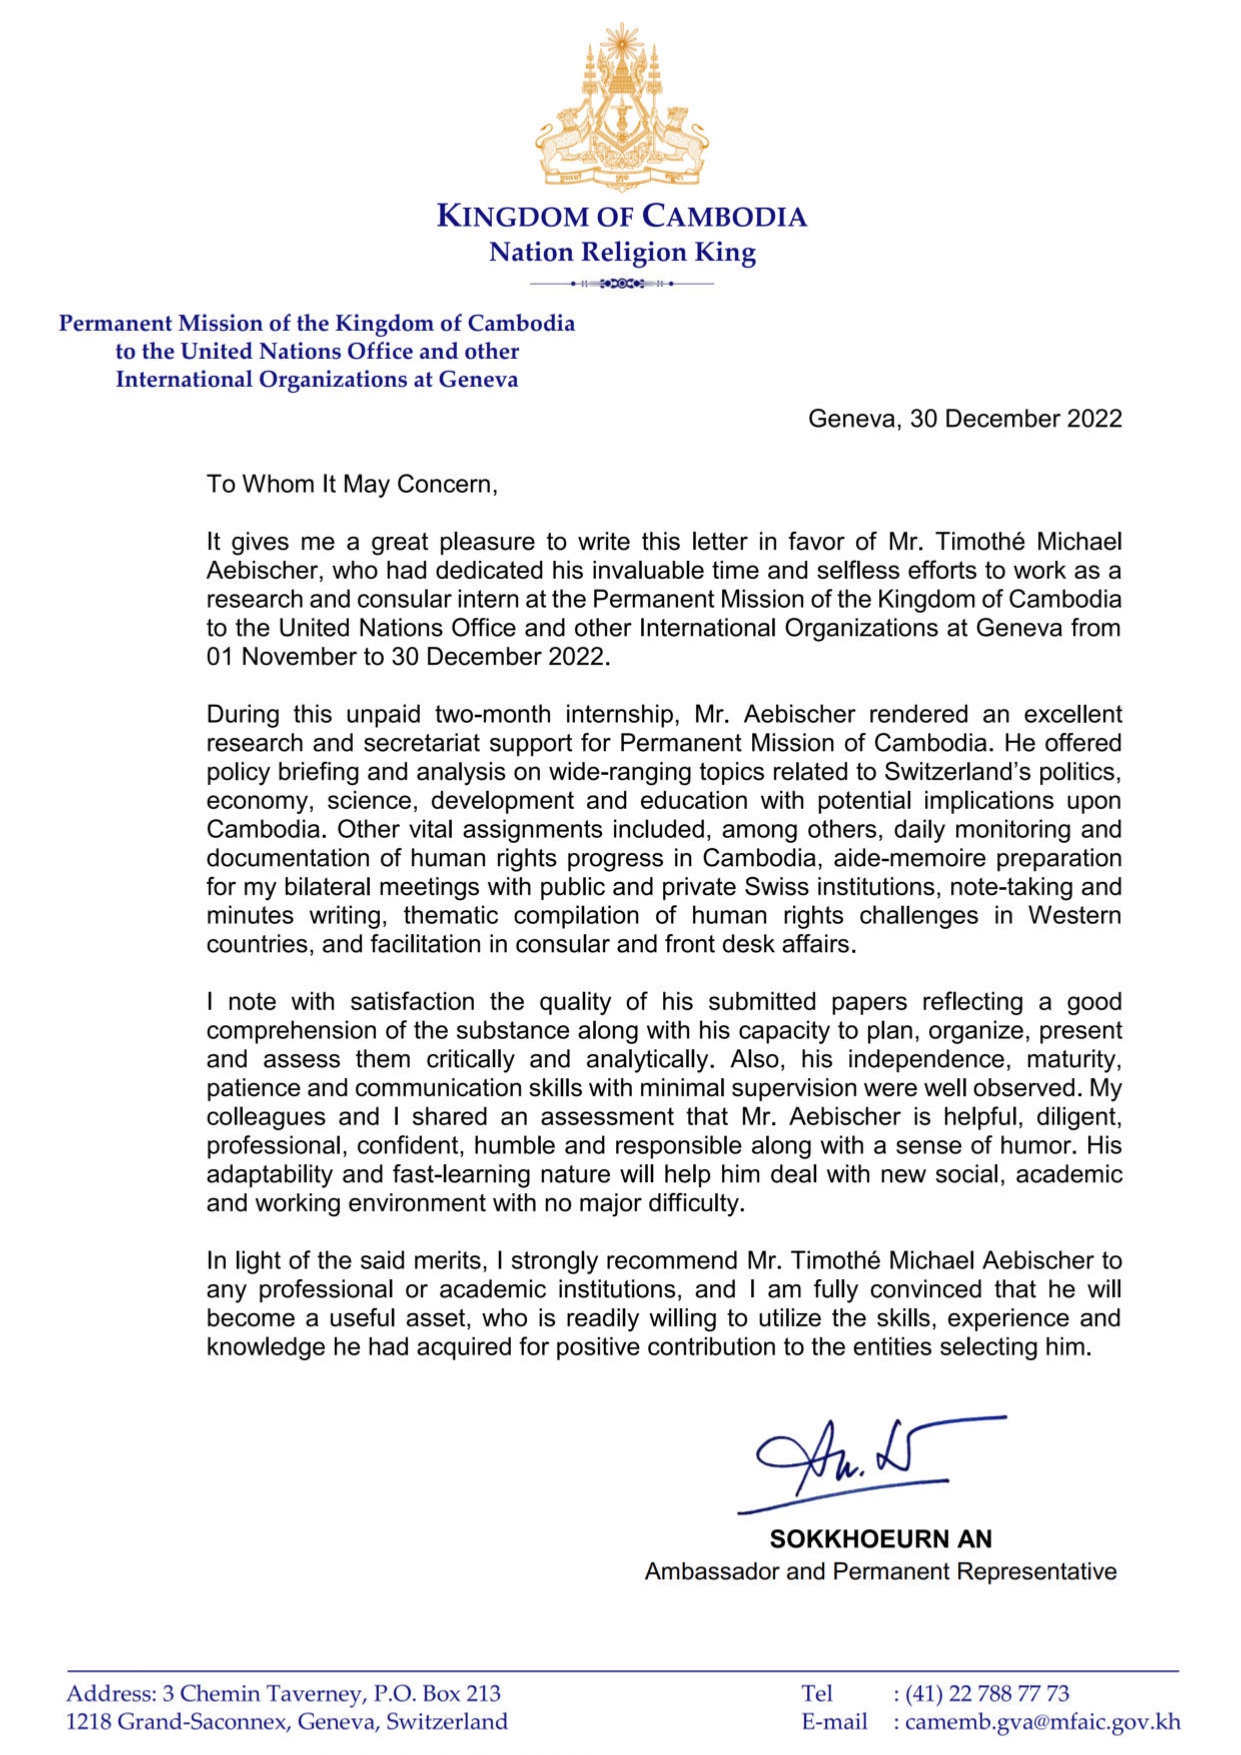 KINGDOM OF CAMBODIA
Nation Religion King
Permanent Mission of the Kingdom of Cambodia
to the United Nations Office and other
International Organizations at Geneva
Geneva, 30 December 2022
To Whom It May Concern,
It gives me a great pleasure to write this letter in favor of Mr. Timothé Michael
Aebischer, who had dedicated his invaluable time and selfless efforts to work as a
research and consular intern at the Permanent Mission of the Kingdom of Cambodia
to the United Nations Office and other International Organizations at Geneva from
01 November to 30 December 2022.
During this unpaid two-month internship, Mr. Aebischer rendered an excellent
research and secretariat support for Permanent Mission of Cambodia. He offered
policy briefing and analysis on wide-ranging topics related to Switzerland’s politics,
economy, science, development and education with potential implications upon
Cambodia. Other vital assignments included, among others, daily monitoring and
documentation of human rights progress in Cambodia, aide-memoire preparation
for my bilateral meetings with public and private Swiss institutions, note-taking and
minutes writing, thematic compilation of human rights challenges in Western
countries, and facilitation in consular and front desk affairs.
I note with satisfaction the quality of his submitted papers reflecting a good
comprehension of the substance along with his capacity to plan, organize, present
and assess them critically and analytically. Also, his independence, maturity,
patience and communication skills with minimal supervision were well observed. My
colleagues and I shared an assessment that Mr. Aebischer is helpful, diligent,
professional, confident, humble and responsible along with a sense of humor. His
adaptability and fast-learning nature will help him deal with new social, academic
and working environment with no major difficulty.
In light of the said merits, I strongly recommend Mr. Timothé Michael Aebischer to
any professional or academic institutions, and I am fully convinced that he will
become a useful asset, who is readily willing to utilize the skills, experience and
knowledge he had acquired for positive contribution to the entities selecting him.
SOKKHOEURN AN
Ambassador and Permanent Representative
Address: 3 Chemin Taverney, P.O. Box 213
1218 Grand-Saconnex, Geneva, Switzerland
Tel : (41) 22 788 77 73
E-mail : camemb.gva@mfaic.gov.kh